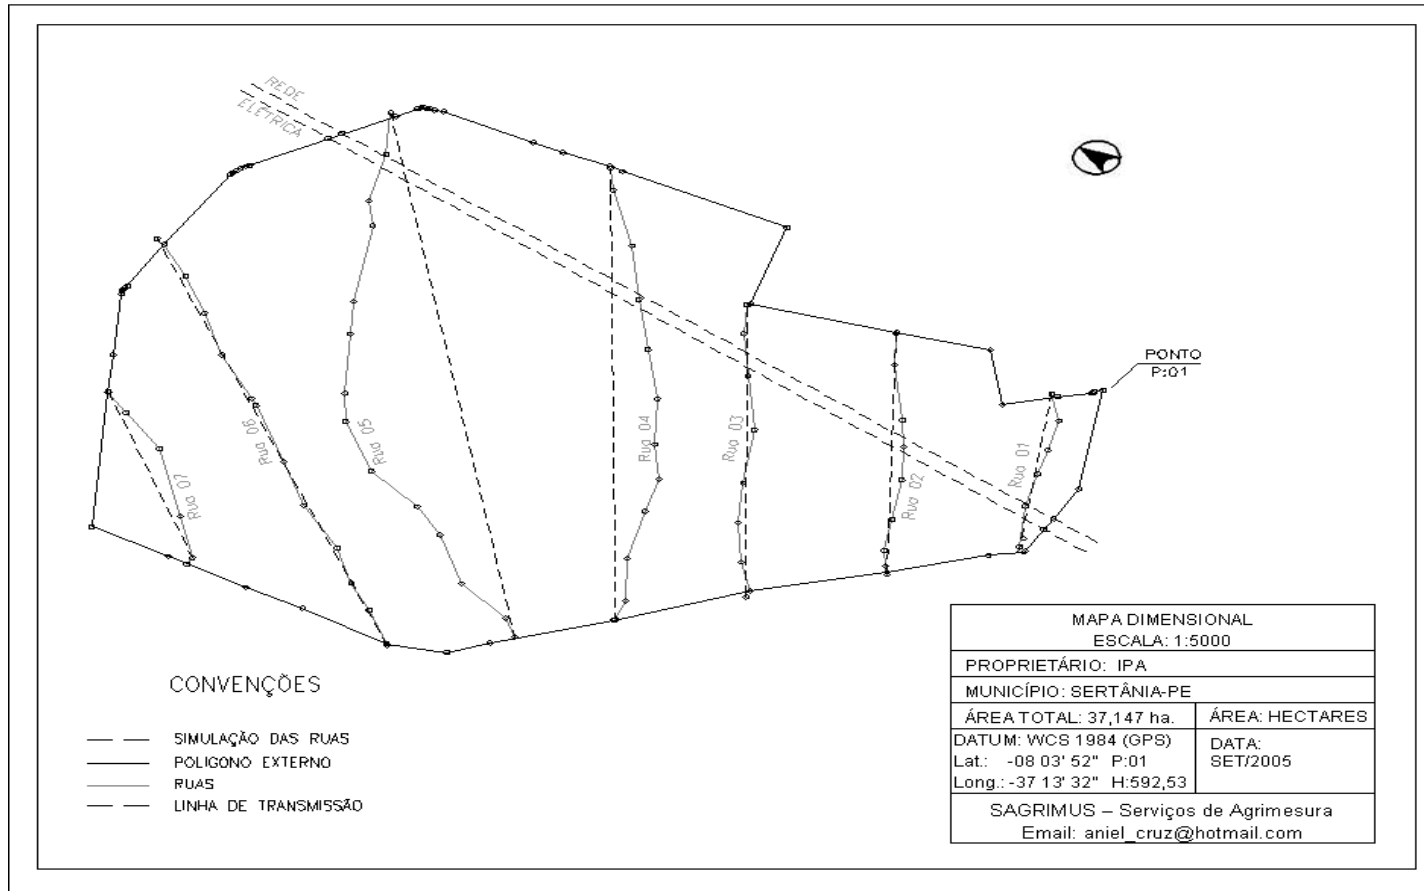 REDE
ELÉTRICA
PONTO
P:01
Rua 07
Rua 06
Rua 05
Rua 04
Rua 03
Rua 02
Rua 01
CONVENÇÕES
SIMULAÇÃO DAS RUAS
POLIGONO EXTERNO
RUAS
LINHA DE TRANSMISSÃO
MAPA DIMENSIONAL
ESCALA: 1:5000
PROPRIETÁRIO: IPA
MUNICÍPIO: SERTÂNIA-PE
ÁREA TOTAL: 37,147 ha.
ÁREA: HECTARES
DATUM: WCS 1984 (GPS)
Lat.: -08 03' 52" P:01
Long.: -37 13' 32" H:592,53
DATA:
SET/2005
SAGRIMUS – Serviços de Agrimesura
Email: aniel_cruz@hotmail.com